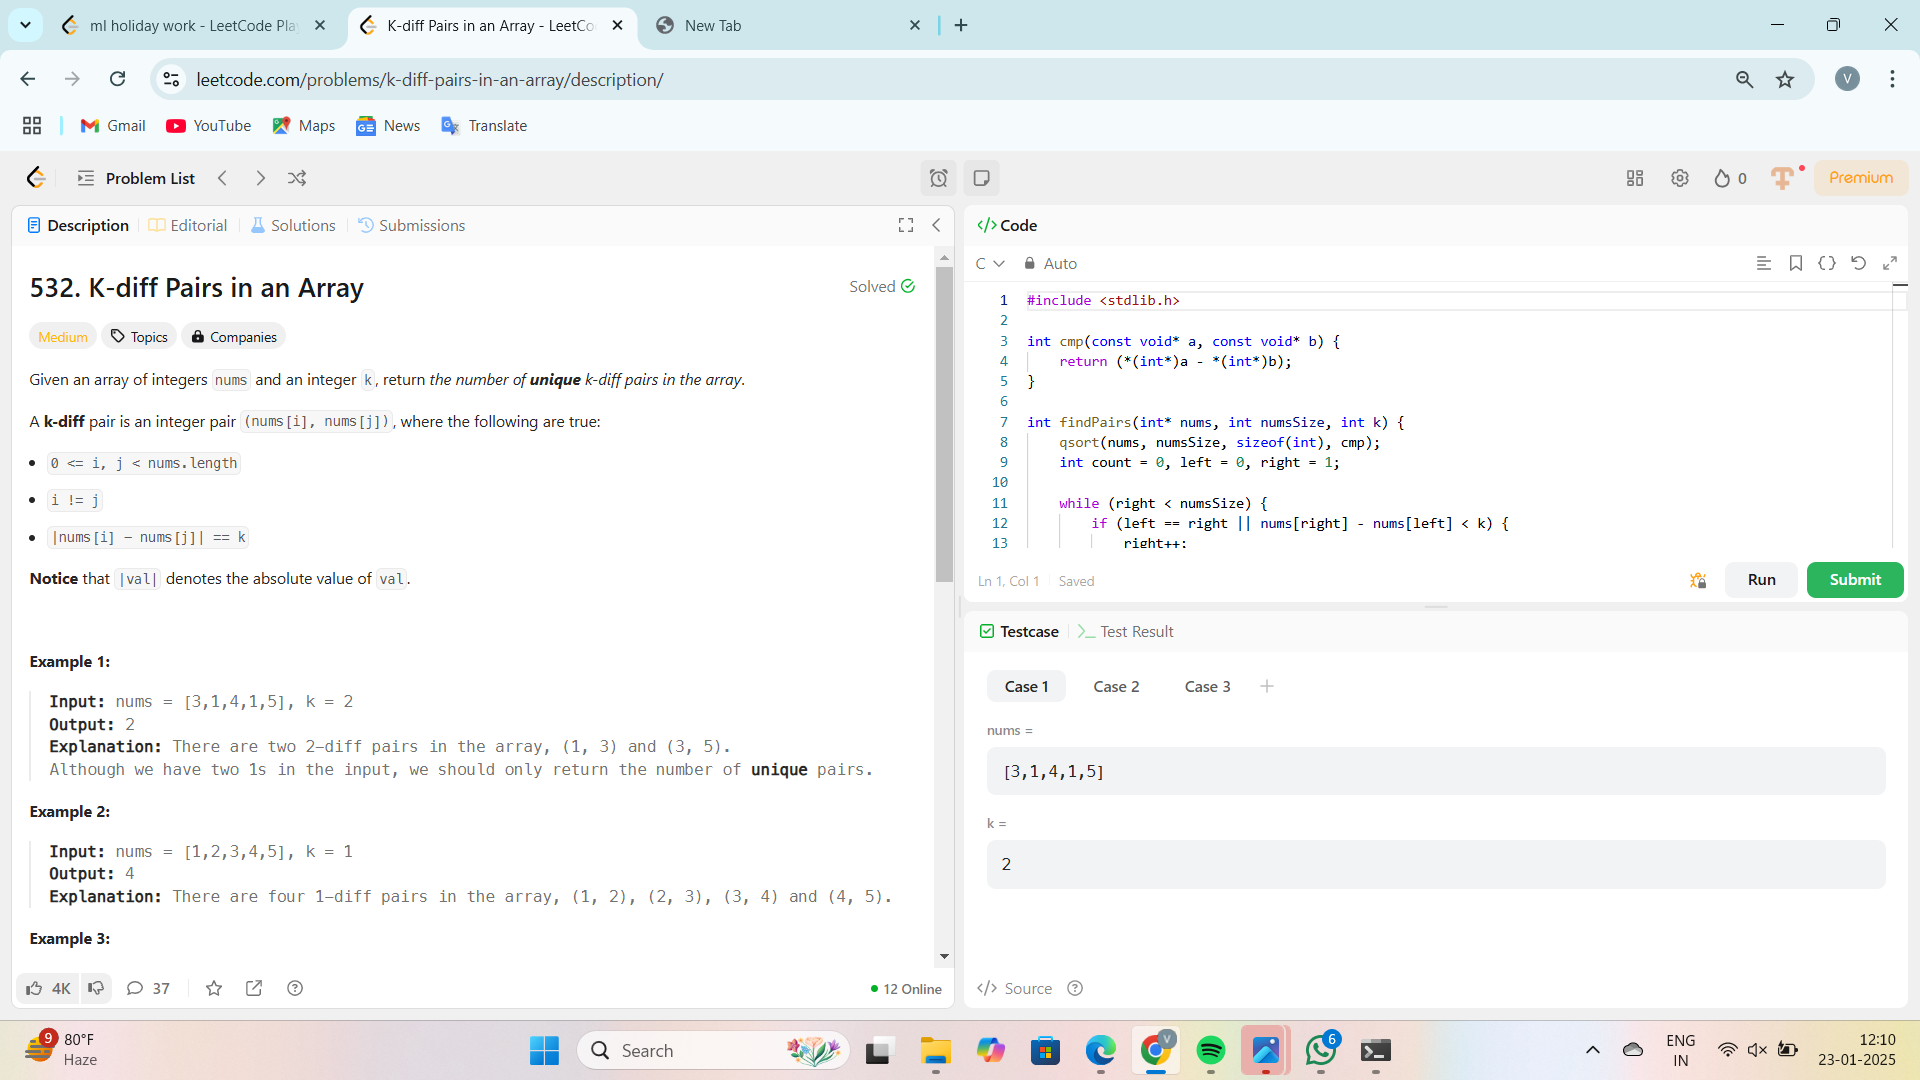 ml holiday work - LeetCode Pla
K-diff Pairs in an Array - LeetCo
New Tab
leetcode.com/problems/k-diff-pairs-in-an-array/description/
V
Gmail
YouTube
Maps
News
Translate
Problem List
0
Premium
Description
Editorial
Solutions
Submissions
532. K-diff Pairs in an Array
Solved
Medium
Topics
Companies
Given an array of integers nums and an integer k, return the number of unique k-diff pairs in the array.
A k-diff pair is an integer pair (nums[i], nums[j]), where the following are true:
0 <= i, j < nums.length
i != j
|nums[i] - nums[j]| == k
Notice that |val| denotes the absolute value of val.
Example 1:
Input: nums = [3,1,4,1,5], k = 2
Output: 2
Explanation: There are two 2-diff pairs in the array, (1, 3) and (3, 5).
Although we have two 1s in the input, we should only return the number of unique pairs.
Example 2:
Input: nums = [1,2,3,4,5], k = 1
Output: 4
Explanation: There are four 1-diff pairs in the array, (1, 2), (2, 3), (3, 4) and (4, 5).
Example 3:
4K
37
12 Online
</> Code
C
Auto
1 #include <stdlib.h>
2
3 int cmp(const void* a, const void* b) {
4 return (*(int*)a - *(int*)b);
5 }
6
7 int findPairs(int* nums, int numsSize, int k) {
8 qsort(nums, numsSize, sizeof(int), cmp);
9 int count = 0, left = 0, right = 1;
10
11 while (right < numsSize) {
12 if (left == right || nums[right] - nums[left] < k) {
13 right++;
Ln 1, Col 1
Saved
Run
Submit
Testcase
Test Result
Case 1
Case 2
Case 3
nums =
[3,1,4,1,5]
k =
2
</> Source
9
80°F
Haze
Search
V
6
ENG
IN
12:10
23-01-2025